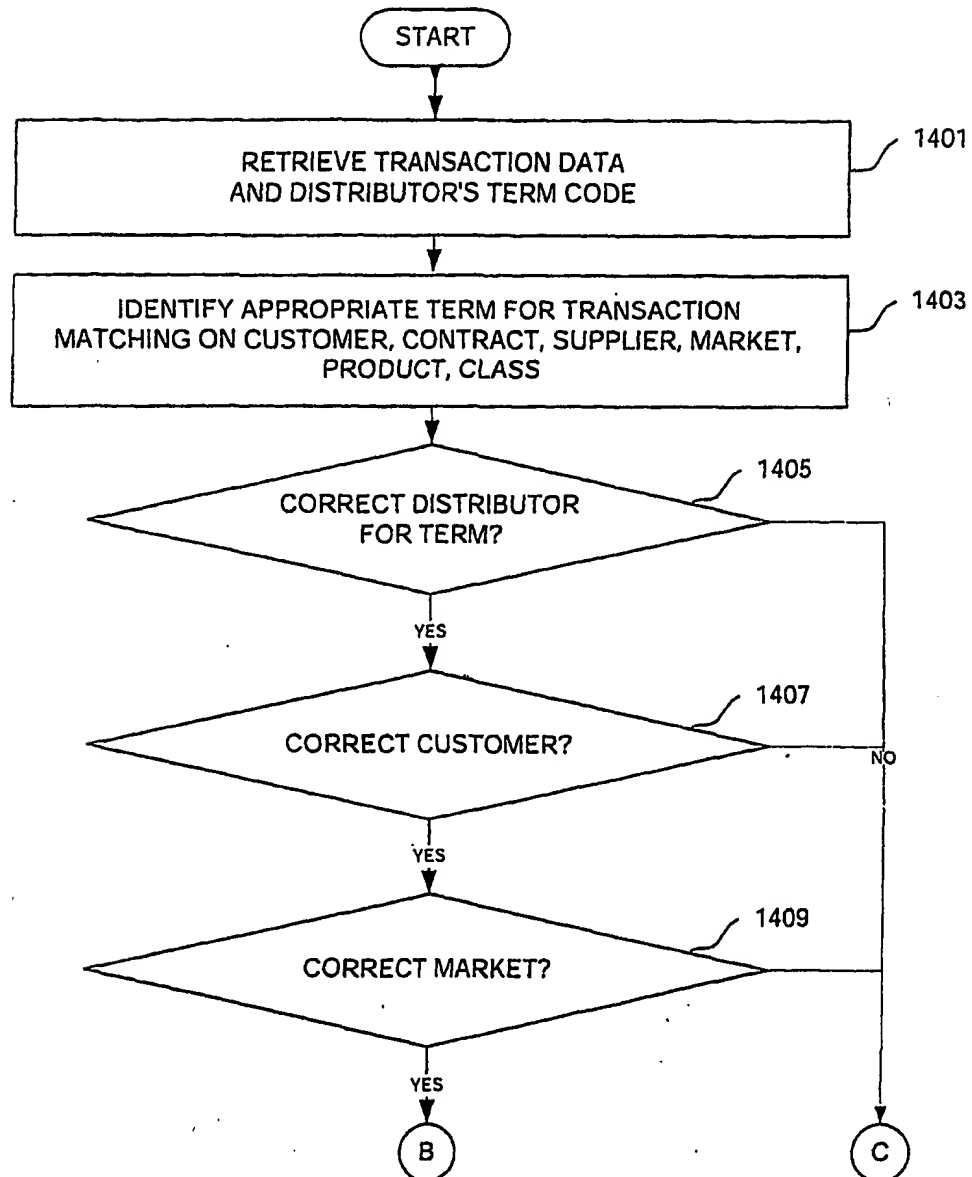 START
RETRIEVE TRANSACTION DATA
AND DISTRIBUTOR'S TERM CODE
1401
IDENTIFY APPROPRIATE TERM FOR TRANSACTION
MATCHING ON CUSTOMER, CONTRACT, SUPPLIER, MARKET,
PRODUCT, CLASS
1403
CORRECT DISTRIBUTOR
FOR TERM?
1405
YES
CORRECT CUSTOMER?
1407
NO
YES
CORRECT MARKET?
1409
YES
B
C